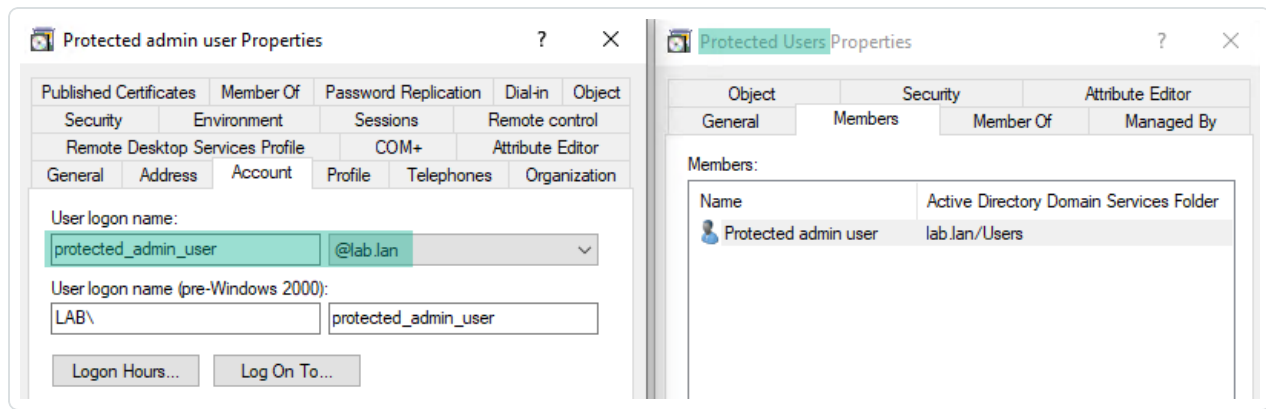 Protected admin user Properties ? ×
Published Certificates Member Of Password Replication Dial-in Object
Security Environment Sessions Remote control
Remote Desktop Services Profile COM+ Attribute Editor
General Address Account Profile Telephones Organization
User logon name:
protected_admin_user @lab.lan
User logon name (pre-Windows 2000):
LAB\ protected_admin_user
Logon Hours... Log On To...
Protected Users Properties ? ×
Object Security Attribute Editor
General Members Member Of Managed By
Members:
Name Active Directory Domain Services Folder
Protected admin user lab.lan/Users